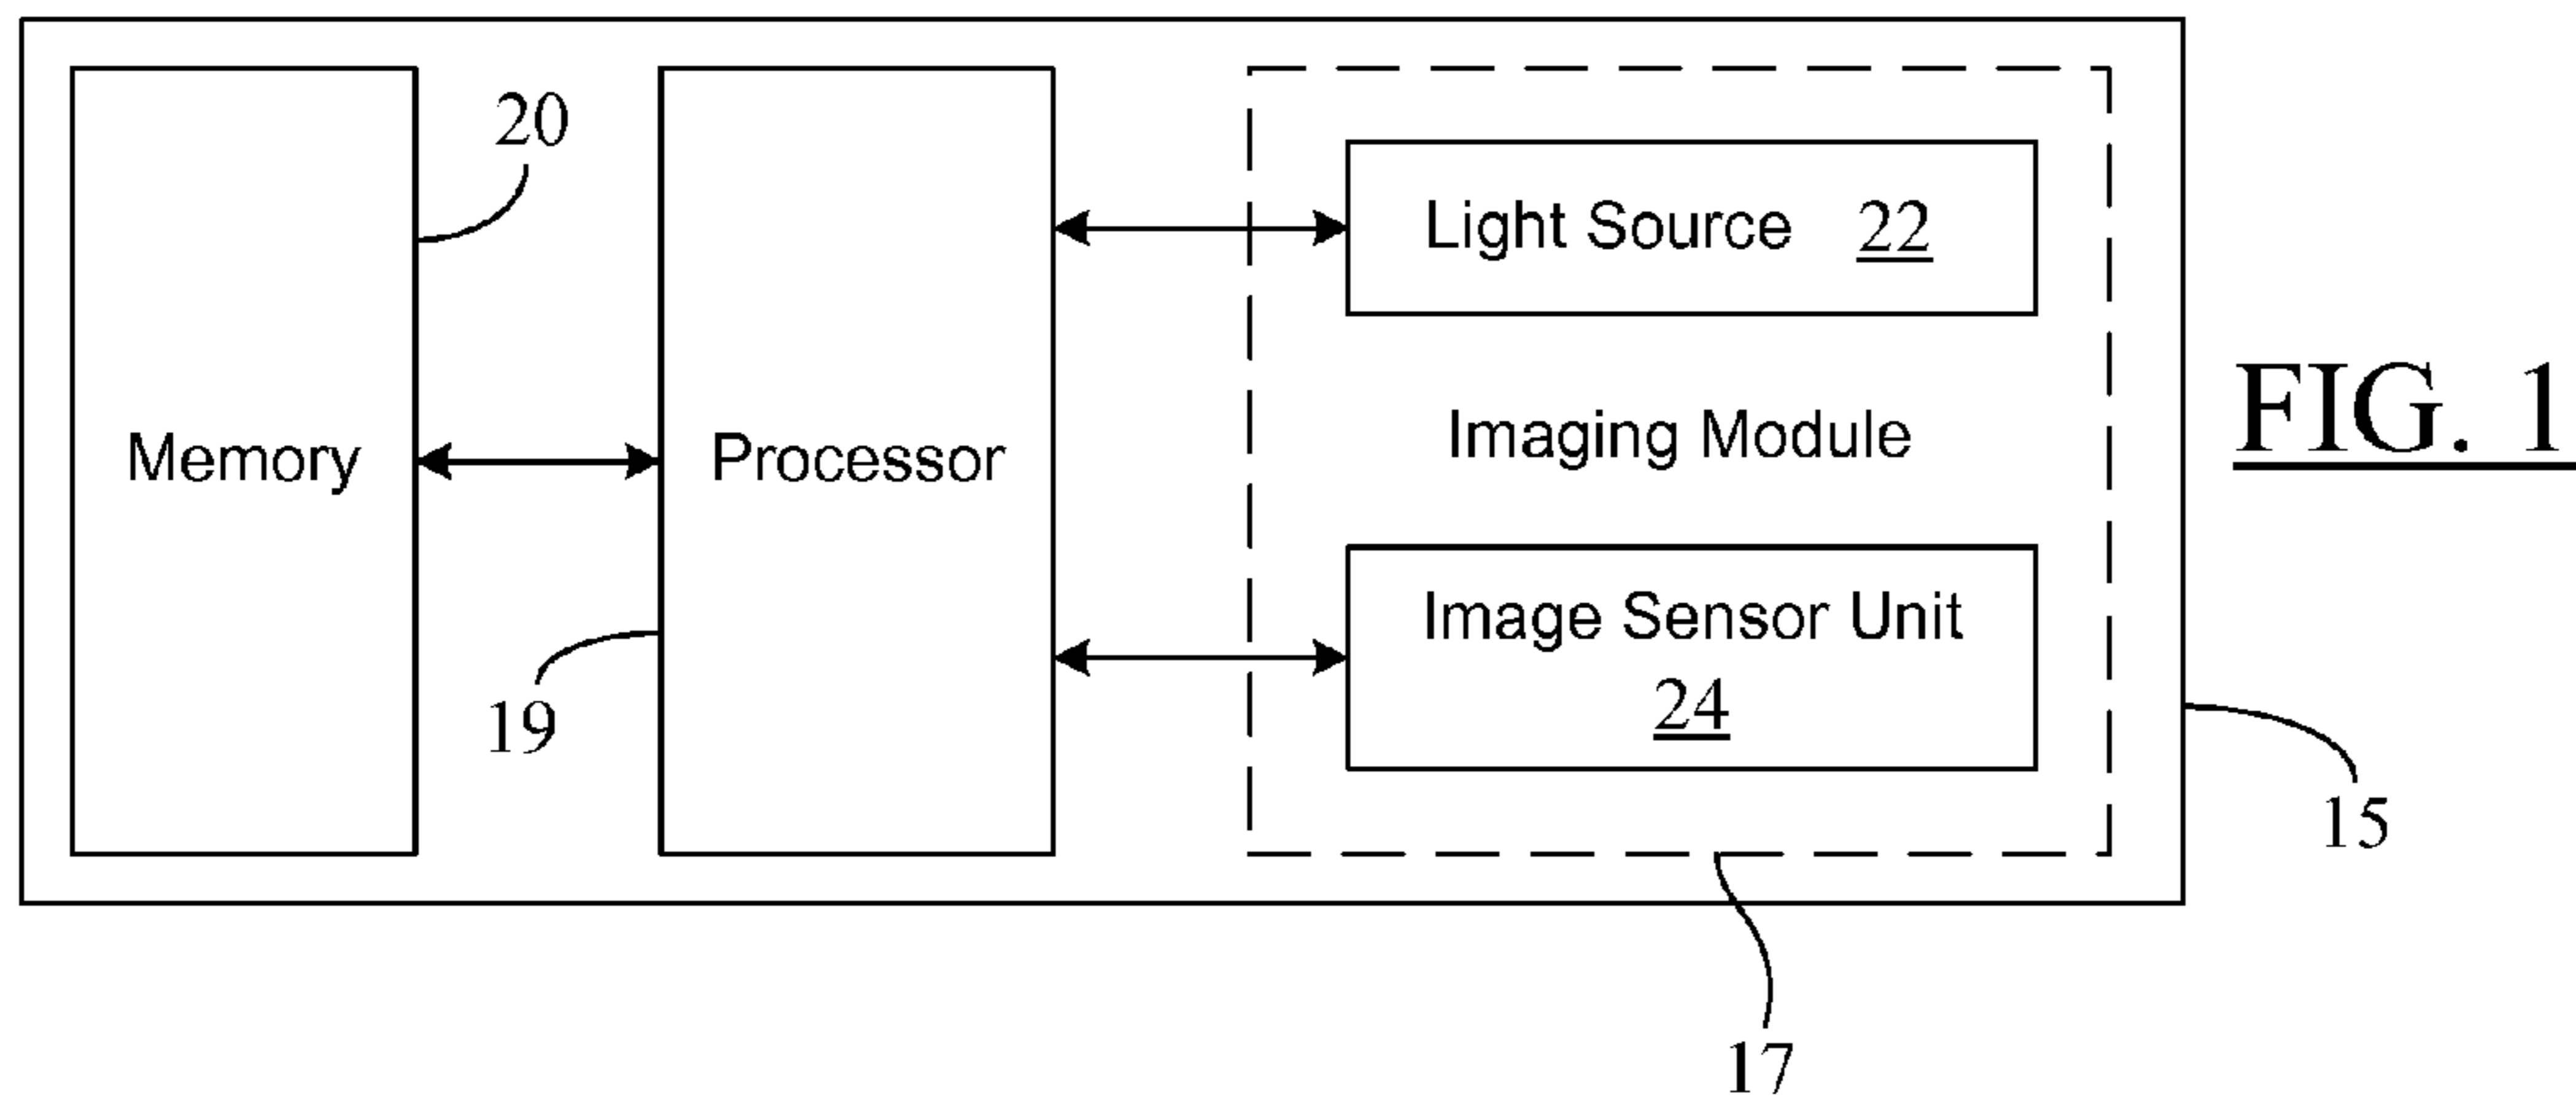 20
Light Source 22
FIG. 1
Memory
Processor
Imaging Module
Image Sensor Unit
24
19
15
17